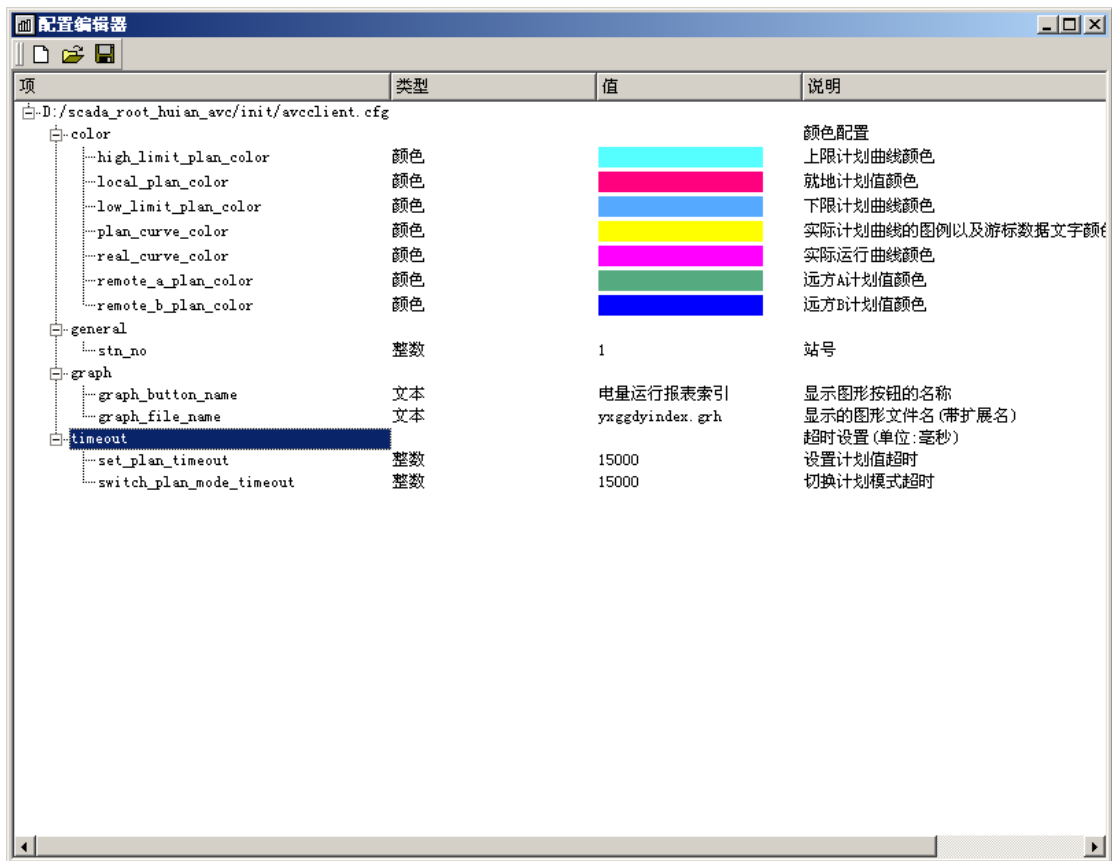 配置编辑器
项 类型 值 说明
D:/scada_root_huian_avc/init/avcclient.cfg
color 颜色配置
high_limit_plan_color 颜色 上限计划曲线颜色
local_plan_color 颜色 就地计划值颜色
low_limit_plan_color 颜色 下限计划曲线颜色
plan_curve_color 颜色 实际计划曲线的图例以及游标数据文字颜
real_curve_color 颜色 实际运行曲线颜色
remote_a_plan_color 颜色 远方A计划值颜色
remote_b_plan_color 颜色 远方B计划值颜色
general
stn_no 整数 1 站号
graph
graph_button_name 文本 电量运行报表索引 显示图形按钮的名称
graph_file_name 文本 yxggdyindex.grh 显示的图形文件名(带扩展名)
timeout 超时设置(单位:毫秒)
set_plan_timeout 整数 15000 设置计划值超时
switch_plan_mode_timeout 整数 15000 切换计划模式超时